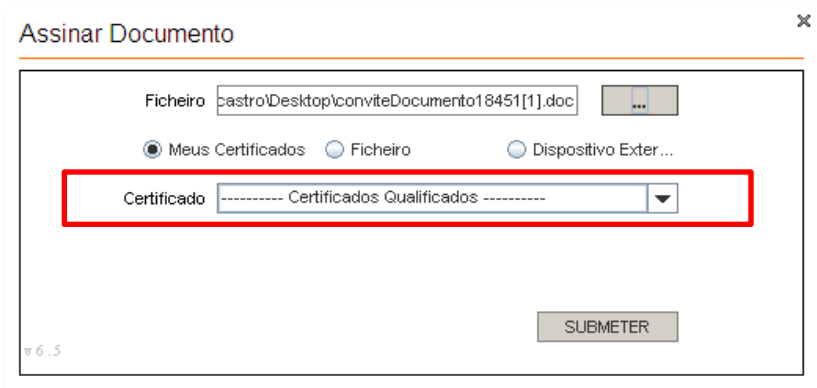 Assinar Documento
Ficheiro castro\Desktop\conviteDocumento18451[1].doc ...
Meus Certificados Ficheiro Dispositivo Exter...
Certificado ---------- Certificados Qualificados ----------
SUBMETER
v 6.5